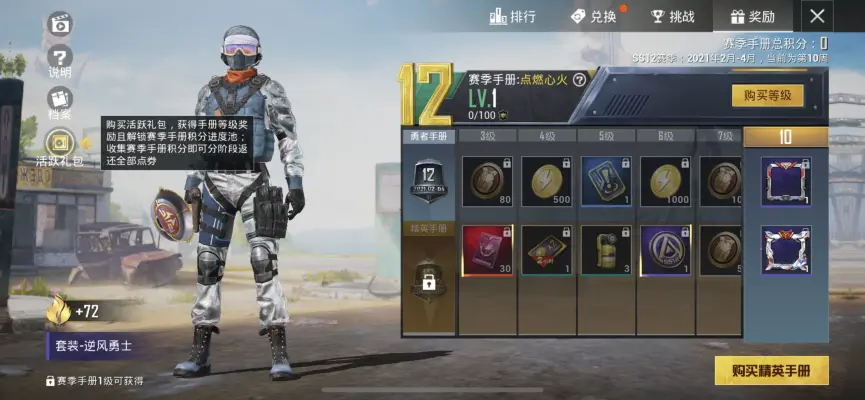 排行
兑换
挑战
奖励
说明
档案
活跃礼包
赛季手册总积分：0
SS12赛季：2021年2月-4月，当前为第10周
购买活跃礼包，获得手册等级奖
励且解锁赛季手册积分进度池；
收集赛季手册积分即可分阶段返
还全部点券
12
赛季手册:点燃心火
LV.1
0/100
购买等级
勇者手册
3级
4级
5级
6级
7级
10
12
2021.02-04
80
500
1
1000
10
1
精英手册
30
1
3
1
5
1
+72
套装-逆风勇士
赛季手册1级可获得
购买精英手册